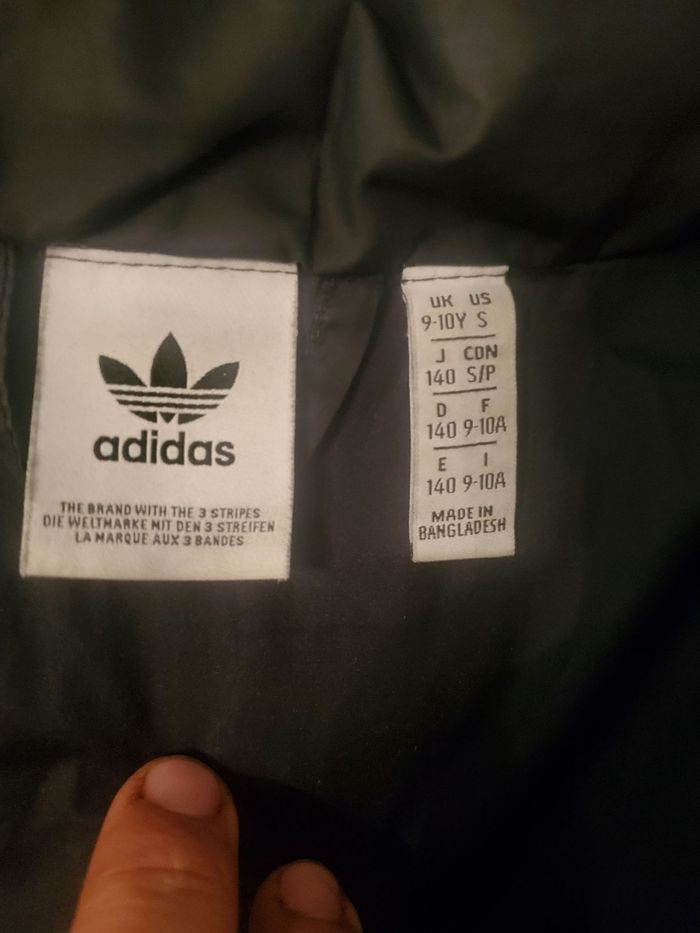 adidas
THE BRAND WITH THE 3 STRIPES
DIE WELTMARKE MIT DEN 3 STREIFEN
LA MARQUE AUX 3 BANDES
UK US
9-10Y S
J CDN
140 S/P
D F
140 9-10A
E I
140 9-10A
MADE IN
BANGLADESH